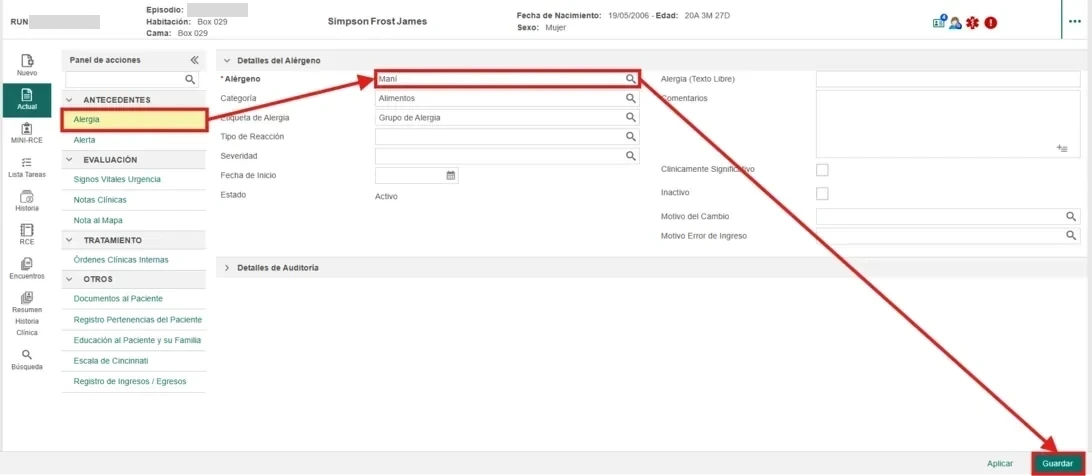 RUN
Episodio:
Habitación: Box 029
Cama: Box 029
Simpson Frost James
Fecha de Nacimiento: 19/05/2006 - Edad: 20A 3M 27D
Sexo: Mujer
4
Nuevo
Actual
MINI-RCE
Lista Tareas
Historia
RCE
Encuentros
Resumen
Historia
Clínica
Búsqueda
Panel de acciones
ANTECEDENTES
Alergia
Alerta
EVALUACIÓN
Signos Vitales Urgencia
Notas Clínicas
Nota al Mapa
TRATAMIENTO
Órdenes Clínicas Internas
OTROS
Documentos al Paciente
Registro Pertenencias del Paciente
Educación al Paciente y su Familia
Escala de Cincinnati
Registro de Ingresos / Egresos
Detalles del Alérgeno
*Alérgeno Maní
Categoría Alimentos
Etiqueta de Alergia Grupo de Alergia
Tipo de Reacción
Severidad
Fecha de Inicio
Estado Activo
Alergia (Texto Libre)
Comentarios
Clinicamente Significativo
Inactivo
Motivo del Cambio
Motivo Error de Ingreso
Detalles de Auditoría
Aplicar Guardar